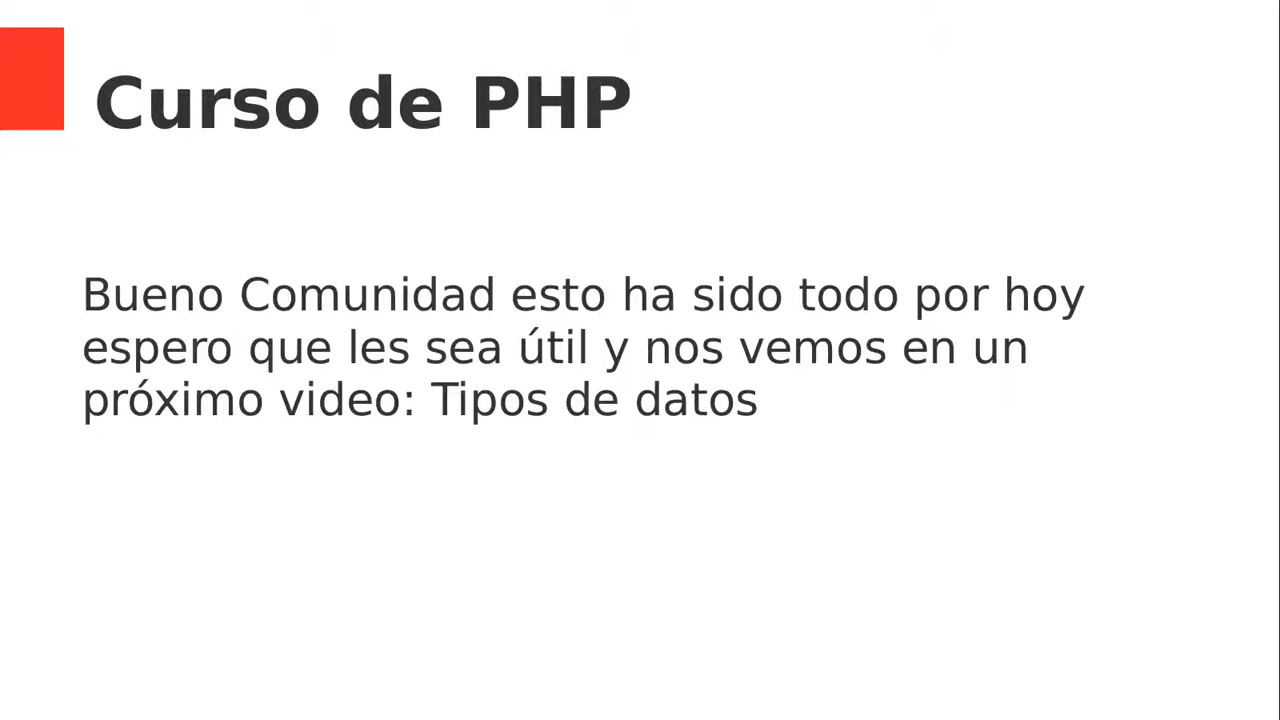 Curso de PHP
Bueno Comunidad esto ha sido todo por hoy
espero que les sea útil y nos vemos en un
próximo video: Tipos de datos